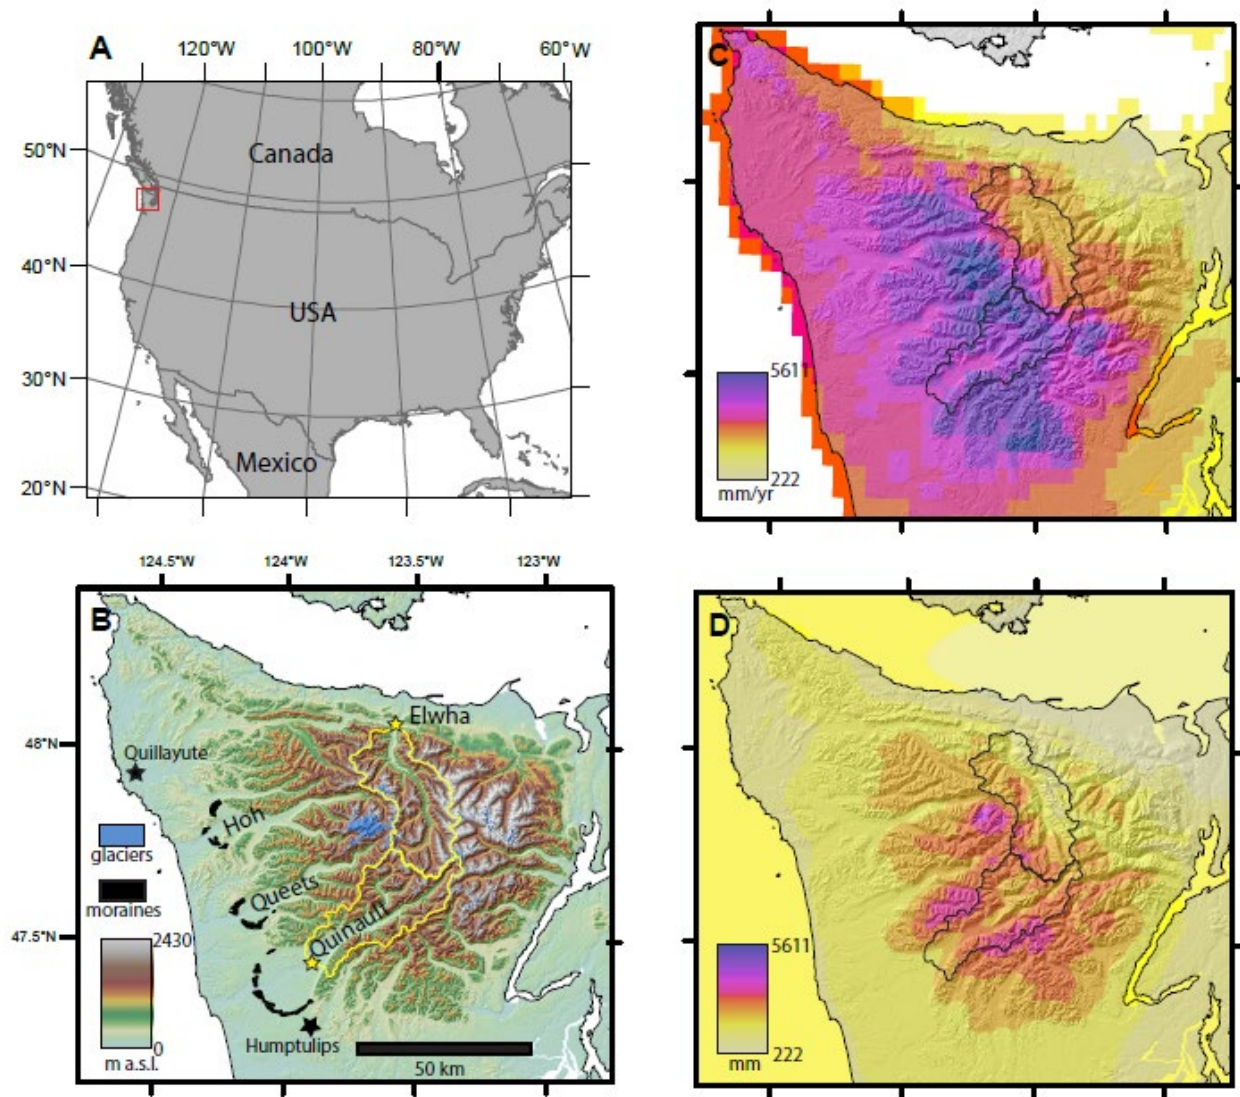 A
120°W 100°W 80°W 60°W
50°N
40°N
30°N
20°N
Canada
USA
Mexico
C
5611
222
mm/yr
124.5°W 124°W 123.5°W 123°W
B
48°N
47.5°N
Elwha
Quillayute
Hoh
Queets
Quinault
Humptulips
glaciers
moraines
2430
0
m a.s.l.
50 km
D
5611
222
mm